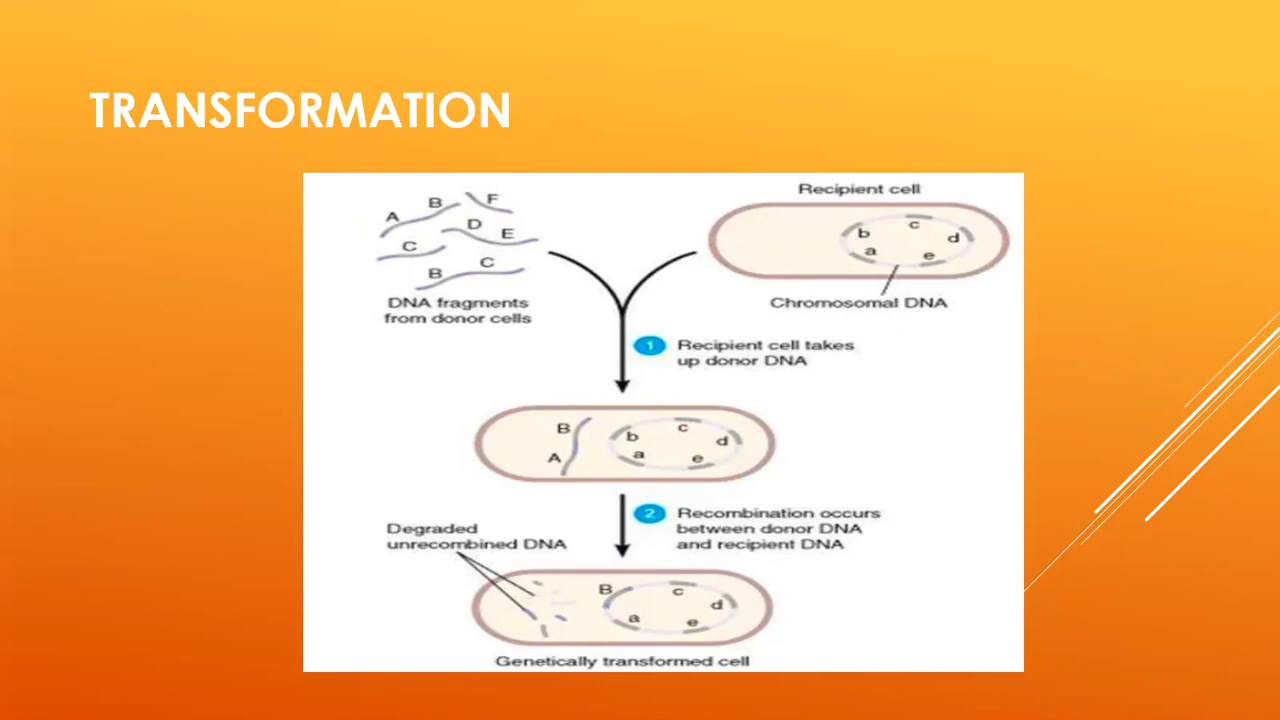 TRANSFORMATION
A B F
D E
C
B C
DNA fragments
from donor cells
Recipient cell
b c d
a e
Chromosomal DNA
1 Recipient cell takes
up donor DNA
B
A
b c d
a e
2 Recombination occurs
between donor DNA
and recipient DNA
Degraded
unrecombined DNA
B c d
a e
Genetically transformed cell